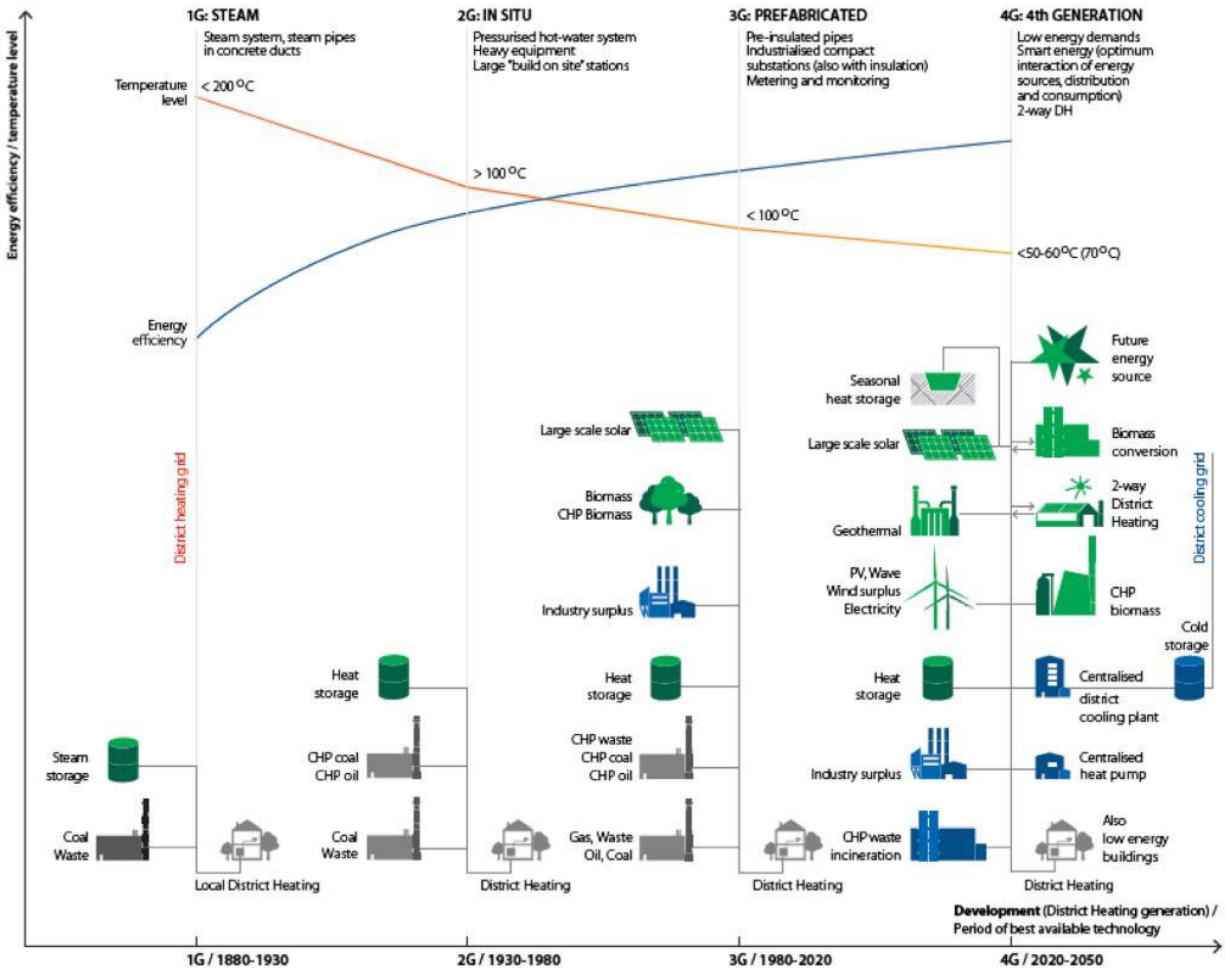 Energy efficiency / temperature level
1G: STEAM
Steam system, steam pipes
in concrete ducts
2G: IN SITU
Pressurised hot-water system
Heavy equipment
Large "build on site" stations
3G: PREFABRICATED
Pre-insulated pipes
Industrialised compact
substations (also with insulation)
Metering and monitoring
4G: 4th GENERATION
Low energy demands
Smart energy (optimum
interaction of energy
sources, distribution
and consumption)
2-way DH
Temperature
level
< 200 °C
> 100 °C
< 100 °C
<50-60°C (70°C)
Energy
efficiency
District heating grid
Steam
storage
Coal
Waste
Local District Heating
Heat
storage
CHP coal
CHP oil
Coal
Waste
District Heating
Large scale solar
Biomass
CHP Biomass
Industry surplus
Heat
storage
CHP waste
CHP coal
CHP oil
Gas, Waste
Oil, Coal
District Heating
Seasonal
heat storage
Large scale solar
Geothermal
PV, Wave
Wind surplus
Electricity
Heat
storage
Industry surplus
CHP waste
incineration
Future
energy
source
Biomass
conversion
2-way
District
Heating
CHP
biomass
Centralised
district
cooling plant
Centralised
heat pump
Also
low energy
buildings
District Heating
District cooling grid
Cold
storage
Development (District Heating generation) /
Period of best available technology
1G / 1880-1930
2G / 1930-1980
3G / 1980-2020
4G / 2020-2050